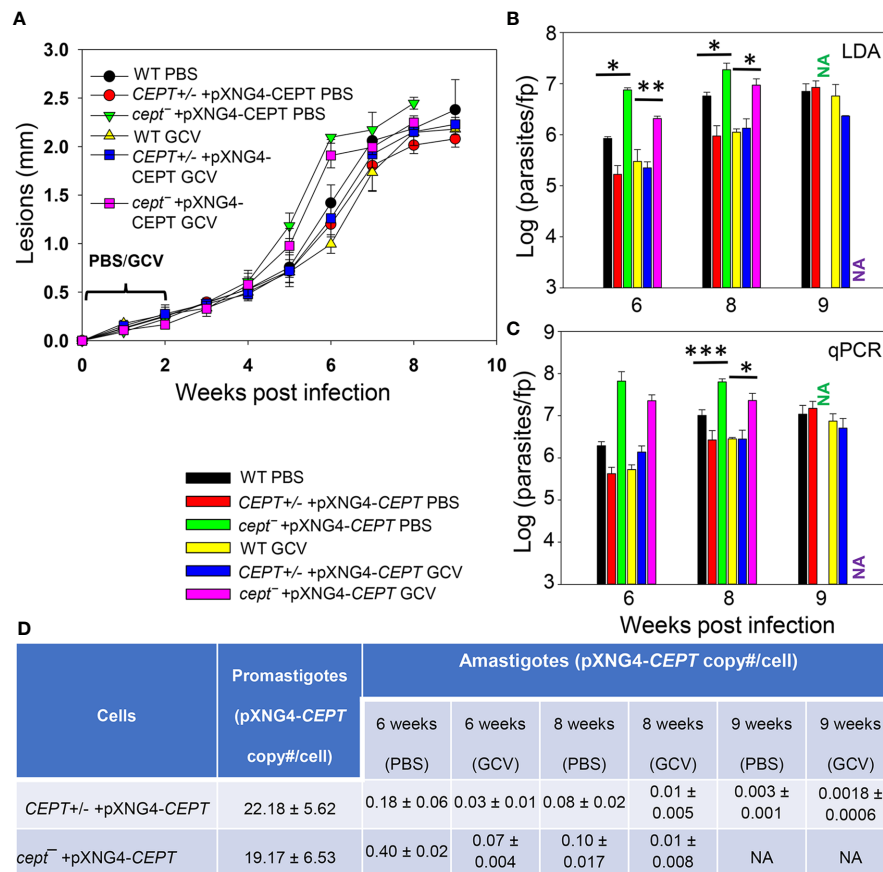 A
3.0
2.5
2.0
1.5
1.0
0.5
0.0
Lesions (mm)
WT PBS
CEPT+/- +pXNG4-CEPT PBS
cept⁻ +pXNG4-CEPT PBS
WT GCV
CEPT+/- +pXNG4-
CEPT GCV
cept⁻ +pXNG4-
CEPT GCV
PBS/GCV
0 2 4 6 8 10
Weeks post infection
B
LDA
8
7
6
5
4
3
Log (parasites/fp)
* ** * * NA NA
6 8 9
C
qPCR
9
8
7
6
5
4
3
Log (parasites/fp)
*** * NA NA
6 8 9
Weeks post infection
WT PBS
CEPT+/- +pXNG4-CEPT PBS
cept⁻ +pXNG4-CEPT PBS
WT GCV
CEPT+/- +pXNG4-CEPT GCV
cept⁻ +pXNG4-CEPT GCV
D
Cells
Promastigotes
(pXNG4-CEPT
copy#/cell)
Amastigotes (pXNG4-CEPT copy#/cell)
6 weeks 6 weeks 8 weeks 8 weeks 9 weeks 9 weeks
(PBS) (GCV) (PBS) (GCV) (PBS) (GCV)
CEPT+/- +pXNG4-CEPT 22.18 ± 5.62 0.18 ± 0.06 0.03 ± 0.01 0.08 ± 0.02 0.01 ± 0.005 0.003 ± 0.001 0.0018 ± 0.0006
cept⁻ +pXNG4-CEPT 19.17 ± 6.53 0.40 ± 0.02 0.07 ± 0.004 0.10 ± 0.017 0.01 ± 0.008 NA NA